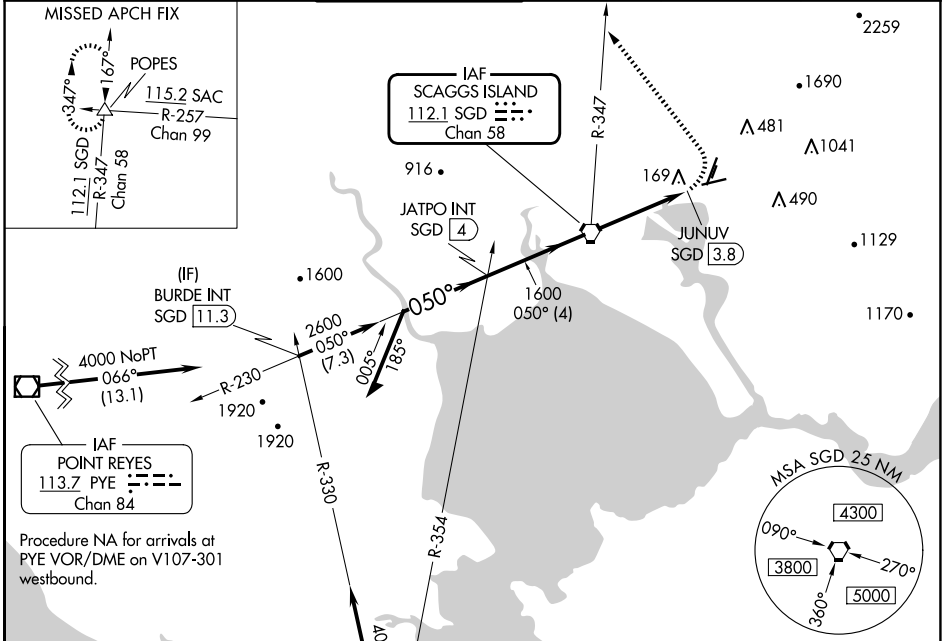 MISSED APCH FIX
347°
167°
POPES
115.2 SAC
R-257
Chan 99
112.1 SGD
R-347
Chan 58
IAF
SCAGGS ISLAND
112.1 SGD
Chan 58
R-347
2259
1690
481
1041
490
916
169
JATPO INT
SGD 4
JUNUV
SGD 3.8
1129
1170
(IF)
BURDE INT
SGD 11.3
1600
050°
1600
050° (4)
2600
050°
(7.3)
005°
185°
4000 NoPT
066°
(13.1)
R-230
1920
1920
IAF
POINT REYES
113.7 PYE
Chan 84
R-330
R-354
Procedure NA for arrivals at
PYE VOR/DME on V107-301
westbound.
MSA SGD 25 NM
4300
090°
3800
270°
5000
360°
40